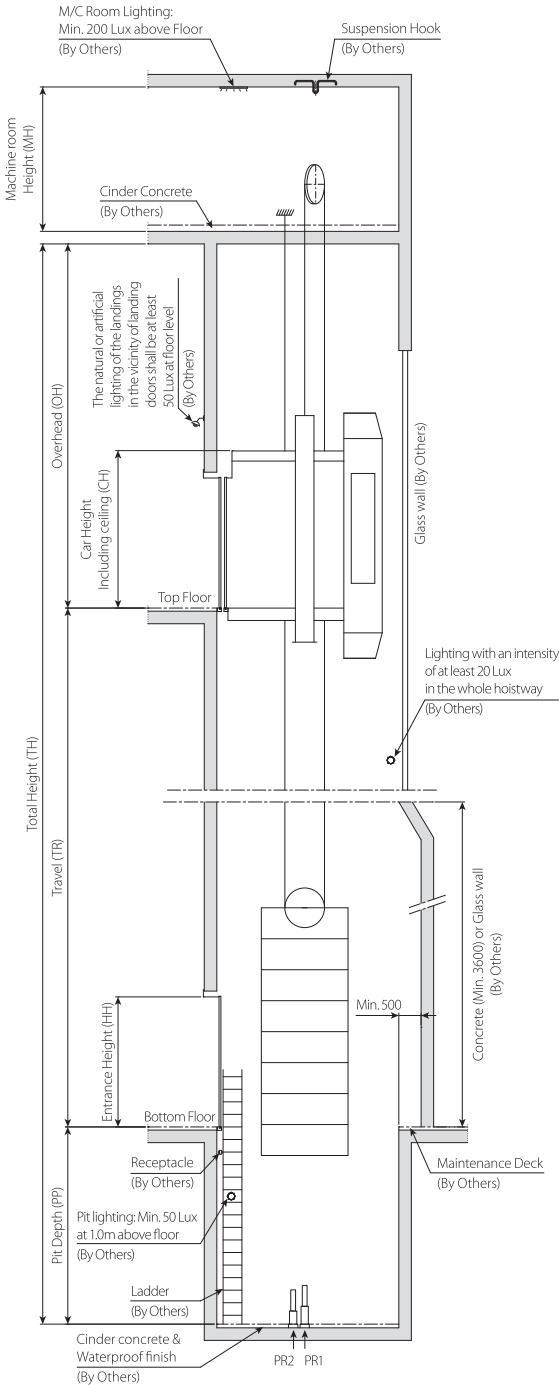 M/C Room Lighting:
Min. 200 Lux above Floor
(By Others)
Suspension Hook
(By Others)
Machine room
Height (MH)
Cinder Concrete
(By Others)
The natural or artificial
lighting of the landings
in the vicinity of landing
doors shall be at least
50 Lux at floor level
(By Others)
Overhead (OH)
Car Height
Including ceiling (CH)
Glass wall (By Others)
Top Floor
Lighting with an intensity
of at least 20 Lux
in the whole hoistway
(By Others)
Total Height (TH)
Travel (TR)
Concrete (Min. 3600) or Glass wall
(By Others)
Min. 500
Entrance Height (HH)
Bottom Floor
Receptacle
(By Others)
Maintenance Deck
(By Others)
Pit Depth (PP)
Pit lighting: Min. 50 Lux
at 1.0m above floor
(By Others)
Ladder
(By Others)
Cinder concrete &
Waterproof finish
(By Others)
PR2 PR1